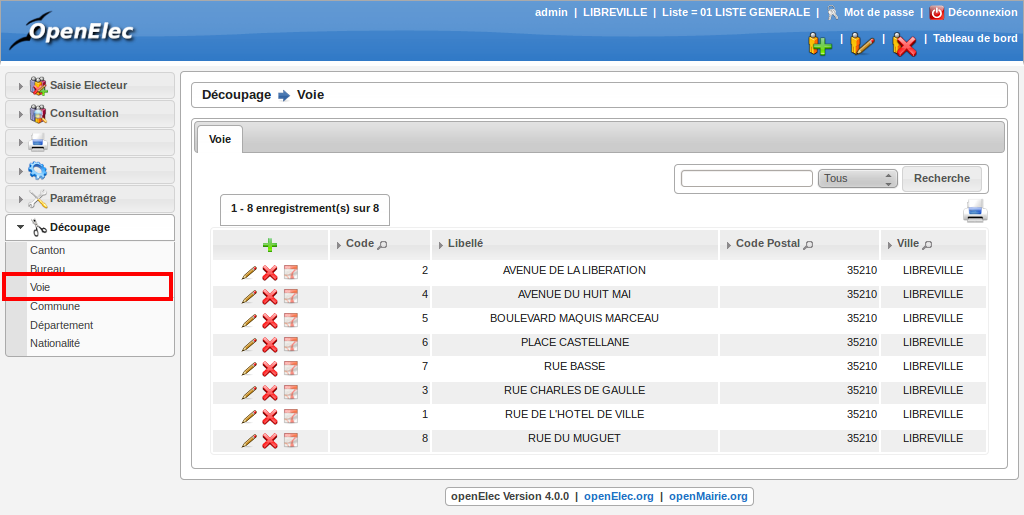 OpenElec
admin | LIBREVILLE | Liste = 01 LISTE GENERALE | Mot de passe | Déconnexion
| | | Tableau de bord
Saisie Electeur
Consultation
Édition
Traitement
Paramétrage
Découpage
Canton
Bureau
Voie
Commune
Département
Nationalité
Découpage Voie
Voie
Tous Recherche
1 - 8 enregistrement(s) sur 8
Code Libellé Code Postal Ville
2 AVENUE DE LA LIBERATION 35210 LIBREVILLE
4 AVENUE DU HUIT MAI 35210 LIBREVILLE
5 BOULEVARD MAQUIS MARCEAU 35210 LIBREVILLE
6 PLACE CASTELLANE 35210 LIBREVILLE
7 RUE BASSE 35210 LIBREVILLE
3 RUE CHARLES DE GAULLE 35210 LIBREVILLE
1 RUE DE L'HOTEL DE VILLE 35210 LIBREVILLE
8 RUE DU MUGUET 35210 LIBREVILLE
openElec Version 4.0.0 | openElec.org | openMairie.org